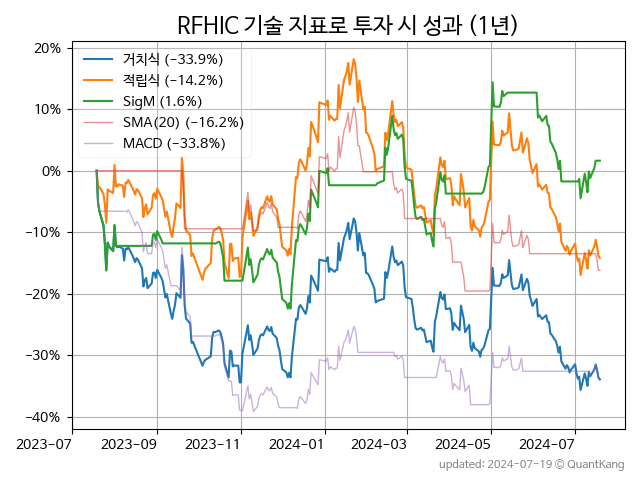 RFHIC 기술 지표로 투자 시 성과 (1년)
20%
10%
0%
−10%
−20%
−30%
−40%
거치식 (−33.9%)
적립식 (−14.2%)
SigM (1.6%)
SMA(20) (−16.2%)
MACD (−33.8%)
2023-07
2023-09
2023-11
2024-01
2024-03
2024-05
2024-07
updated: 2024-07-19 © QuantKang